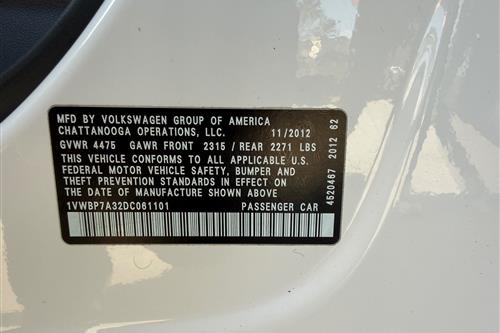 MFD BY VOLKSWAGEN GROUP OF AMERICA
CHATTANOOGA OPERATIONS, LLC. 11/2012
GVWR 4475 GAWR FRONT 2315/ REAR 2271 LBS
THIS VEHICLE CONFORMS TO ALL APPLICABLE U.S.
FEDERAL MOTOR VEHICLE SAFETY, BUMPER AND
THEFT PREVENTION STANDARDS IN EFFECT ON
THE DATE OF MANUFACTURE SHOWN ABOVE
1VWBP7A32DC061101 PASSENGER CAR
4520467 2012 62